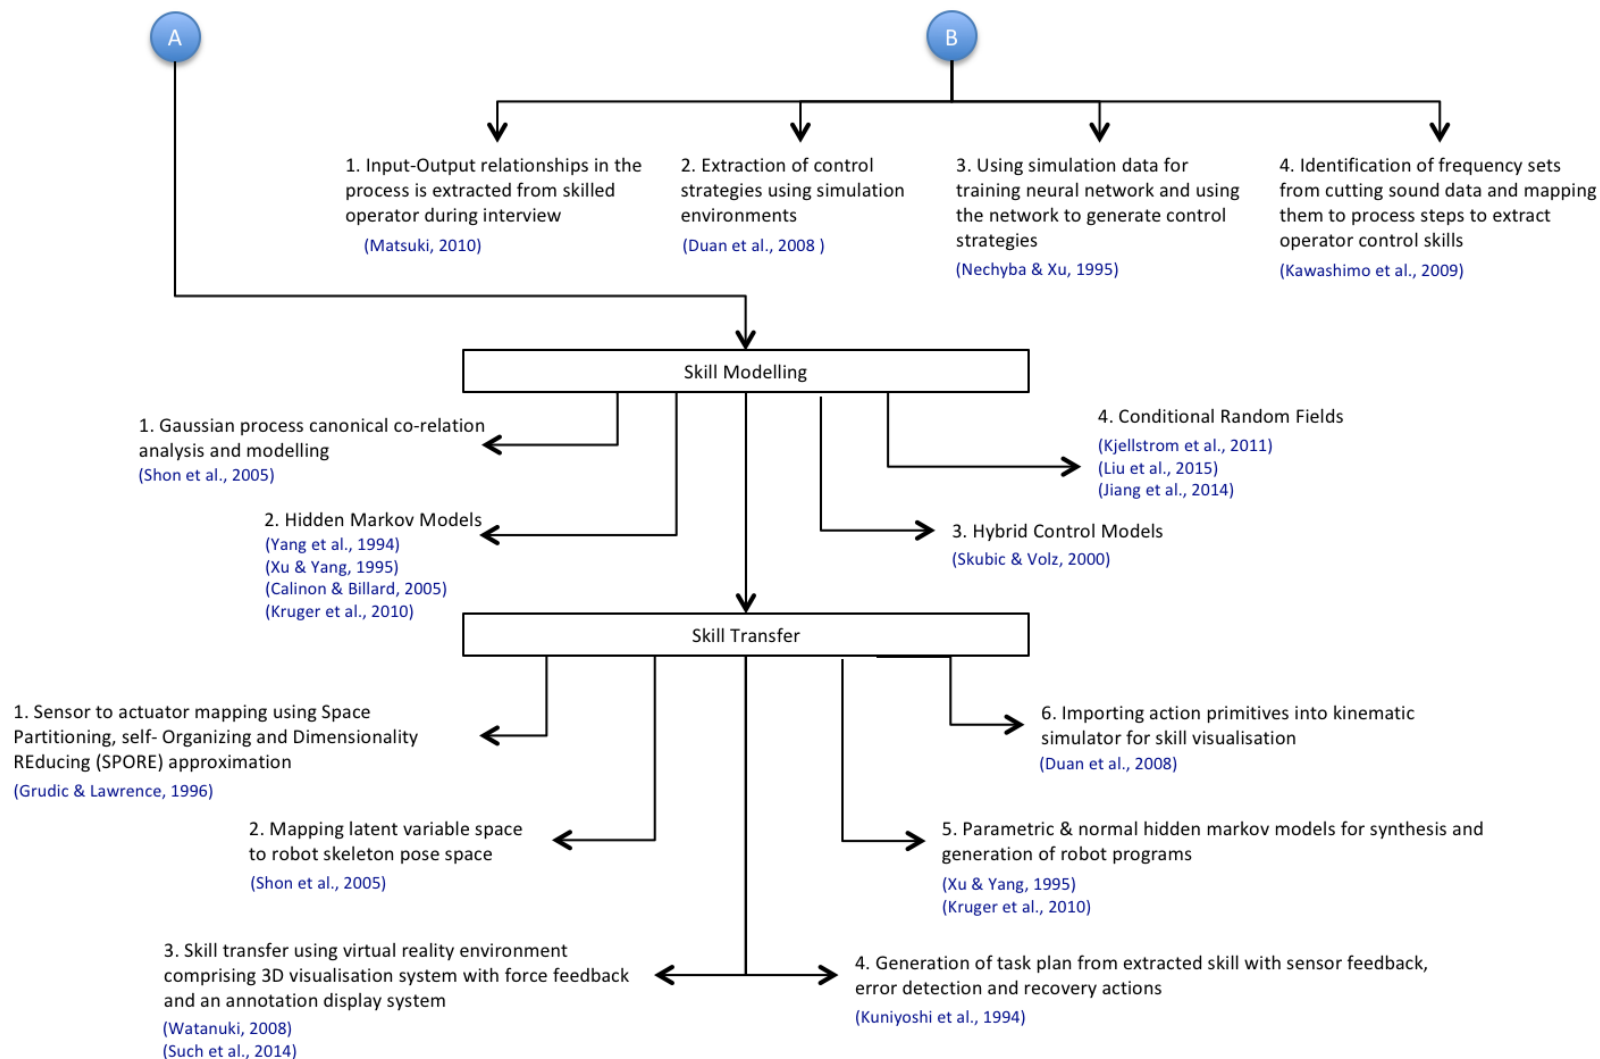 A
B
1. Input-Output relationships in the
process is extracted from skilled
operator during interview
(Matsuki, 2010)
2. Extraction of control
strategies using simulation
environments
(Duan et al., 2008 )
3. Using simulation data for
training neural network and using
the network to generate control
strategies
(Nechyba & Xu, 1995)
4. Identification of frequency sets
from cutting sound data and mapping
them to process steps to extract
operator control skills
(Kawashimo et al., 2009)
Skill Modelling
1. Gaussian process canonical co-relation
analysis and modelling
(Shon et al., 2005)
2. Hidden Markov Models
(Yang et al., 1994)
(Xu & Yang, 1995)
(Calinon & Billard, 2005)
(Kruger et al., 2010)
4. Conditional Random Fields
(Kjellstrom et al., 2011)
(Liu et al., 2015)
(Jiang et al., 2014)
3. Hybrid Control Models
(Skubic & Volz, 2000)
Skill Transfer
1. Sensor to actuator mapping using Space
Partitioning, self- Organizing and Dimensionality
REducing (SPORE) approximation
(Grudic & Lawrence, 1996)
2. Mapping latent variable space
to robot skeleton pose space
(Shon et al., 2005)
3. Skill transfer using virtual reality environment
comprising 3D visualisation system with force feedback
and an annotation display system
(Watanuki, 2008)
(Such et al., 2014)
6. Importing action primitives into kinematic
simulator for skill visualisation
(Duan et al., 2008)
5. Parametric & normal hidden markov models for synthesis and
generation of robot programs
(Xu & Yang, 1995)
(Kruger et al., 2010)
4. Generation of task plan from extracted skill with sensor feedback,
error detection and recovery actions
(Kuniyoshi et al., 1994)